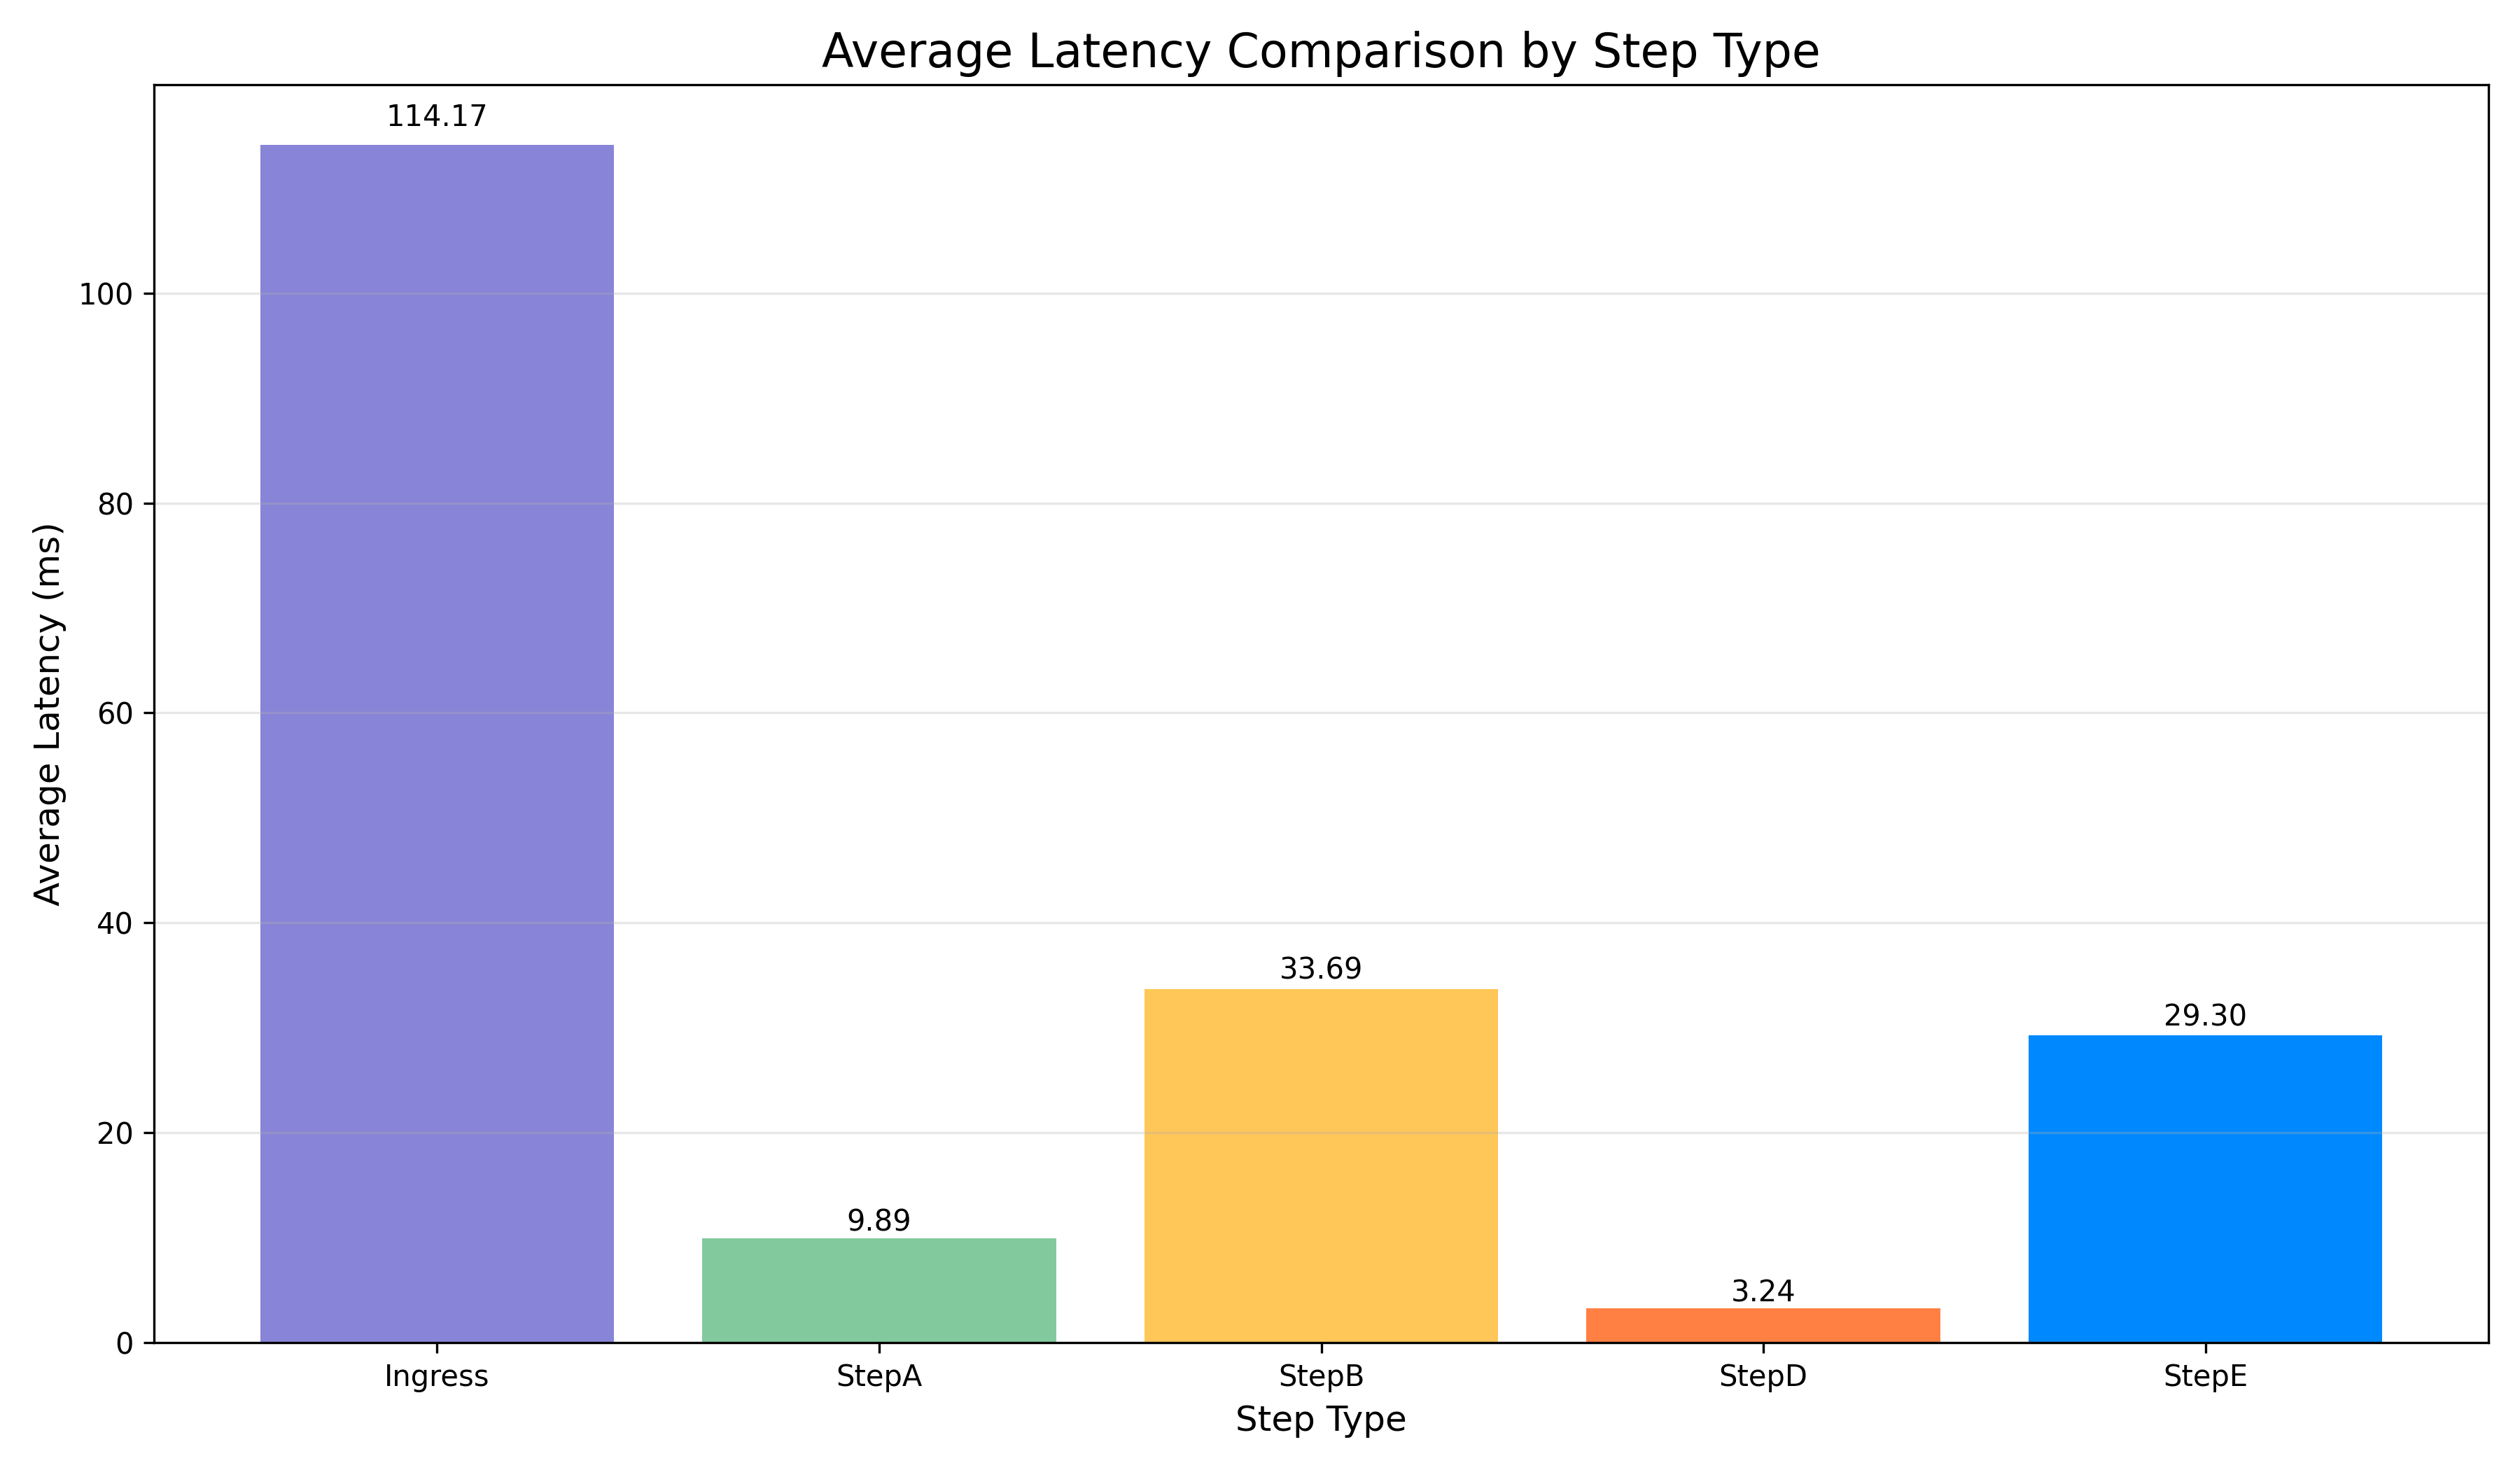 Average Latency Comparison by Step Type
Average Latency (ms)
100
80
60
40
20
0
114.17
9.89
33.69
3.24
29.30
Ingress
StepA
StepB
StepD
StepE
Step Type